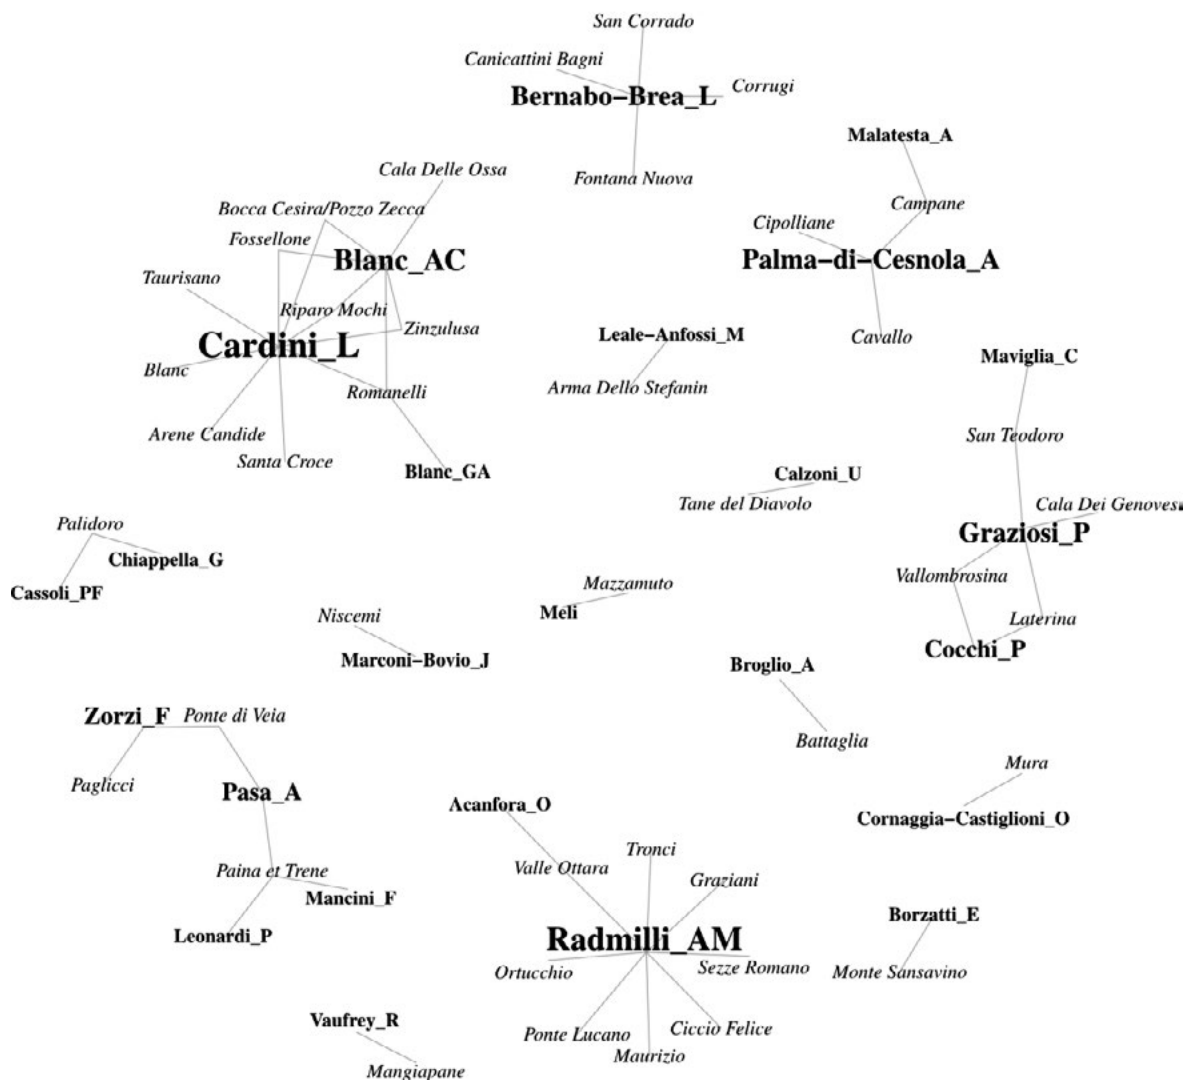 San Corrado
Canicattini Bagni
Corrugi
Bernabo−Brea_L
Malatesta_A
Cala Delle Ossa
Fontana Nuova
Campane
Bocca Cesira/Pozzo Zecca
Cipolliane
Fossellone
Blanc_AC
Palma−di−Cesnola_A
Taurisano
Riparo Mochi
Zinzulusa
Leale−Anfossi_M
Cavallo
Cardini_L
Maviglia_C
Blanc
Romanelli
Arma Dello Stefanin
Arene Candide
San Teodoro
Santa Croce
Blanc_GA
Calzoni_U
Tane del Diavolo
Cala Dei Genovesi
Palidoro
Graziosi_P
Chiappella_G
Vallombrosina
Cassoli_PF
Mazzamuto
Meli
Niscemi
Laterina
Marconi−Bovio_J
Cocchi_P
Broglio_A
Zorzi_F
Ponte di Veia
Battaglia
Mura
Paglicci
Pasa_A
Acanfora_O
Cornaggia−Castiglioni_O
Tronci
Paina et Trene
Valle Ottara
Graziani
Mancini_F
Borzatti_E
Leonardi_P
Radmilli_AM
Ortucchio
Sezze Romano
Monte Sansavino
Vaufrey_R
Ponte Lucano
Ciccio Felice
Maurizio
Mangiapane